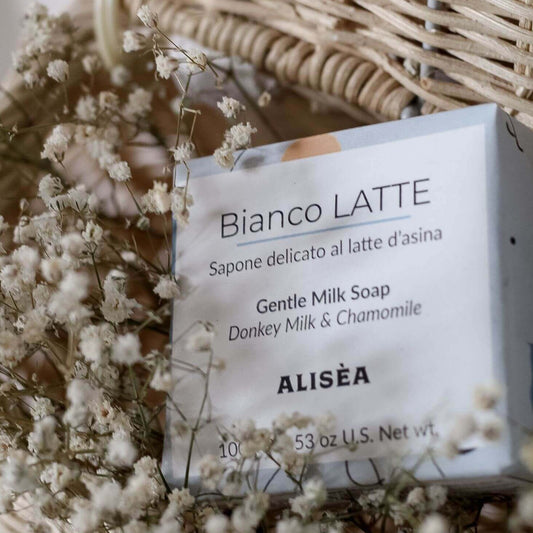 Bianco LATTE
Sapone delicato al latte d'asina
Gentle Milk Soap
Donkey Milk & Chamomile
ALISÈA
53 oz U.S. Net wt.